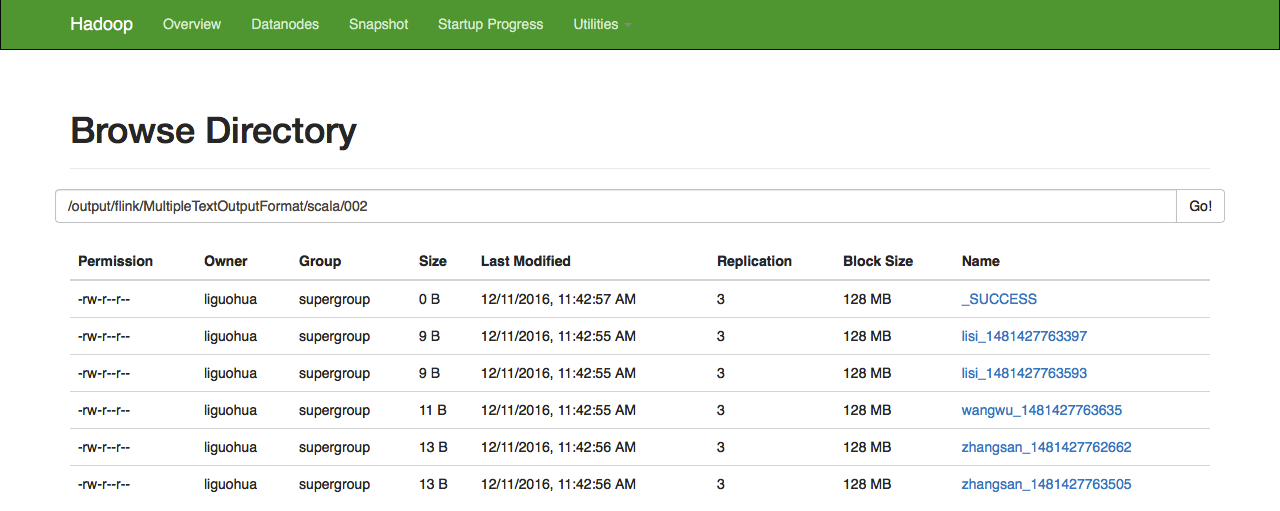 Hadoop Overview Datanodes Snapshot Startup Progress Utilities
Browse Directory
/output/flink/MultipleTextOutputFormat/scala/002 Go!
Permission Owner Group Size Last Modified Replication Block Size Name
-rw-r--r-- liguohua supergroup 0 B 12/11/2016, 11:42:57 AM 3 128 MB _SUCCESS
-rw-r--r-- liguohua supergroup 9 B 12/11/2016, 11:42:55 AM 3 128 MB lisi_1481427763397
-rw-r--r-- liguohua supergroup 9 B 12/11/2016, 11:42:55 AM 3 128 MB lisi_1481427763593
-rw-r--r-- liguohua supergroup 11 B 12/11/2016, 11:42:55 AM 3 128 MB wangwu_1481427763635
-rw-r--r-- liguohua supergroup 13 B 12/11/2016, 11:42:56 AM 3 128 MB zhangsan_1481427762662
-rw-r--r-- liguohua supergroup 13 B 12/11/2016, 11:42:56 AM 3 128 MB zhangsan_1481427763505